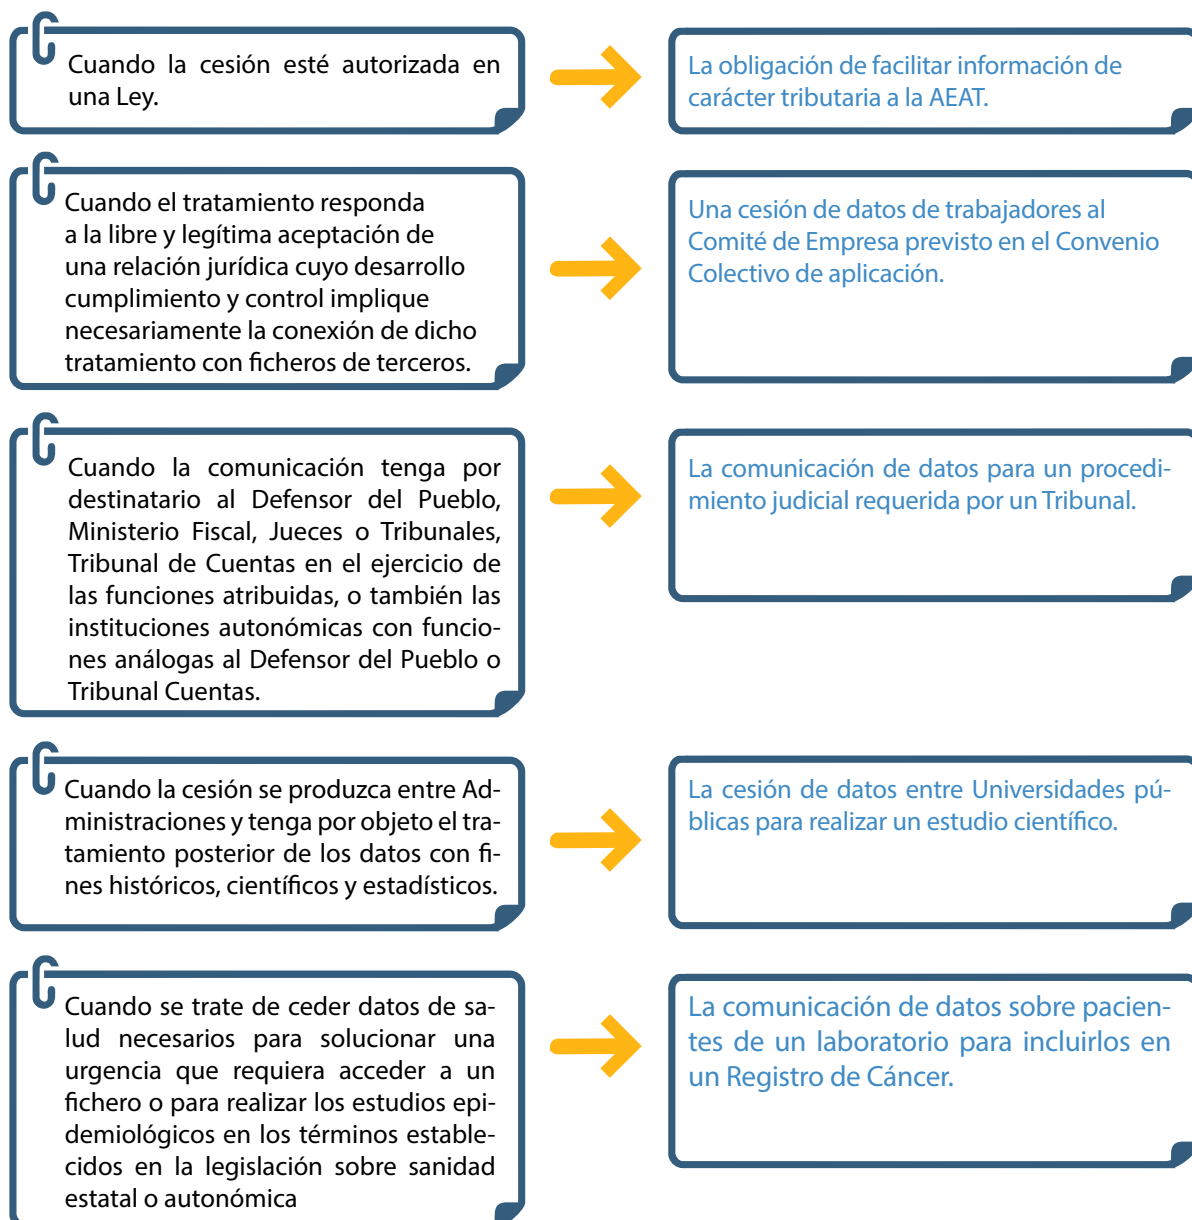 Cuando la cesión esté autorizada en
una Ley.
La obligación de facilitar información de
carácter tributaria a la AEAT.
Cuando el tratamiento responda
a la libre y legítima aceptación de
una relación jurídica cuyo desarrollo
cumplimiento y control implique
necesariamente la conexión de dicho
tratamiento con ficheros de terceros.
Una cesión de datos de trabajadores al
Comité de Empresa previsto en el Convenio
Colectivo de aplicación.
Cuando la comunicación tenga por
destinatario al Defensor del Pueblo,
Ministerio Fiscal, Jueces o Tribunales,
Tribunal de Cuentas en el ejercicio de
las funciones atribuidas, o también las
instituciones autonómicas con funcio-
nes análogas al Defensor del Pueblo o
Tribunal Cuentas.
La comunicación de datos para un procedi-
miento judicial requerida por un Tribunal.
Cuando la cesión se produzca entre Ad-
ministraciones y tenga por objeto el tra-
tamiento posterior de los datos con fi-
nes históricos, científicos y estadísticos.
La cesión de datos entre Universidades pú-
blicas para realizar un estudio científico.
Cuando se trate de ceder datos de sa-
lud necesarios para solucionar una
urgencia que requiera acceder a un
fichero o para realizar los estudios epi-
demiológicos en los términos estable-
cidos en la legislación sobre sanidad
estatal o autonómica
La comunicación de datos sobre pacien-
tes de un laboratorio para incluirlos en
un Registro de Cáncer.